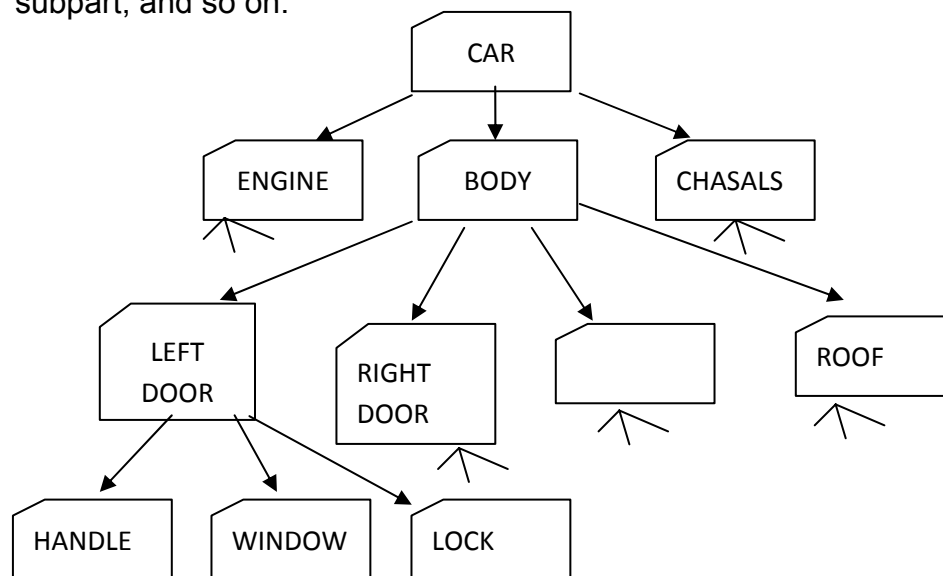 subpart, and so on.
CAR
ENGINE
BODY
CHASALS
LEFT
DOOR
RIGHT
DOOR
ROOF
HANDLE
WINDOW
LOCK